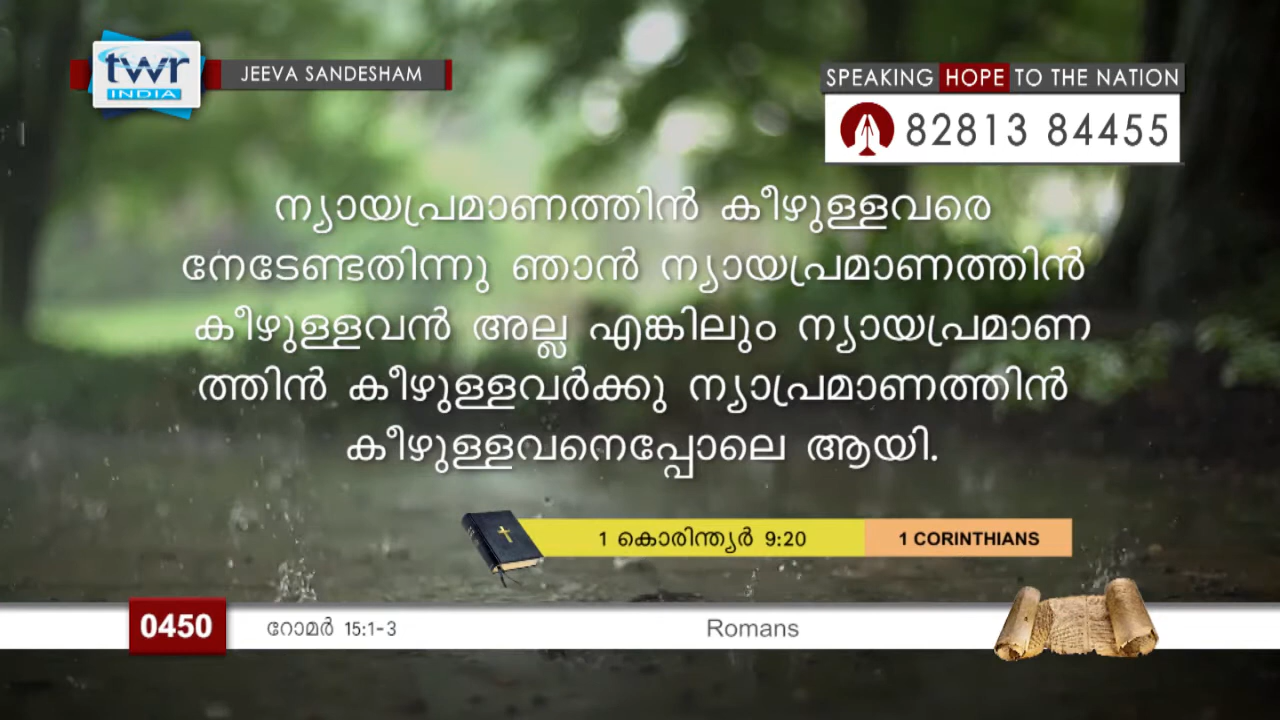 twr
INDIA
JEEVA SANDESHAM
SPEAKING HOPE TO THE NATION
82813 84455
ന്യായപ്രമാണത്തിൻ കീഴുള്ളവരെ
നേടേണ്ടതിന്നു ഞാൻ ന്യായപ്രമാണത്തിൻ
കീഴുള്ളവൻ അല്ല എങ്കിലും ന്യായപ്രമാണ
ത്തിൻ കീഴുള്ളവർക്കു ന്യാപ്രമാണത്തിൻ
കീഴുള്ളവനെപ്പോലെ ആയി.
1 കൊരിന്ത്യർ 9:20
1 CORINTHIANS
0450
റോമർ 15:1-3
Romans